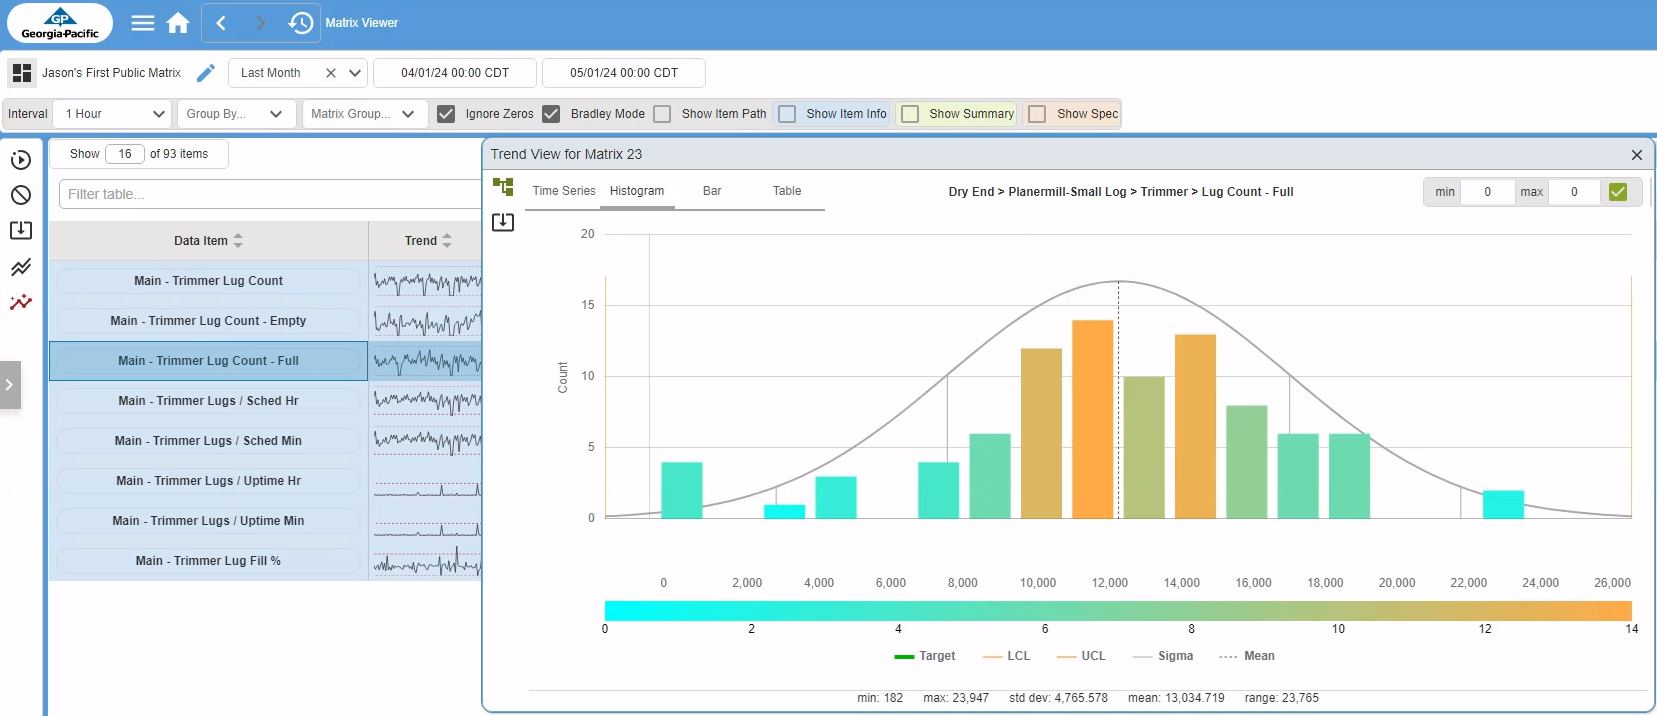 GP
Georgia-Pacific
Matrix Viewer
Jason's First Public Matrix
Last Month
04/01/24 00:00 CDT
05/01/24 00:00 CDT
Interval
1 Hour
Group By...
Matrix Group...
Ignore Zeros
Bradley Mode
Show Item Path
Show Item Info
Show Summary
Show Spec
Show 16 of 93 items
Filter table...
Data Item
Trend
Main - Trimmer Lug Count
Main - Trimmer Lug Count - Empty
Main - Trimmer Lug Count - Full
Main - Trimmer Lugs / Sched Hr
Main - Trimmer Lugs / Sched Min
Main - Trimmer Lugs / Uptime Hr
Main - Trimmer Lugs / Uptime Min
Main - Trimmer Lug Fill %
Trend View for Matrix 23
Time Series
Histogram
Bar
Table
Dry End > Planermill-Small Log > Trimmer > Lug Count - Full
min 0 max 0
20
15
10
5
0
Count
0 2,000 4,000 6,000 8,000 10,000 12,000 14,000 16,000 18,000 20,000 22,000 24,000 26,000
0 2 4 6 8 10 12 14
Target LCL UCL Sigma Mean
min: 182 max: 23,947 std dev: 4,765.578 mean: 13,034.719 range: 23,765